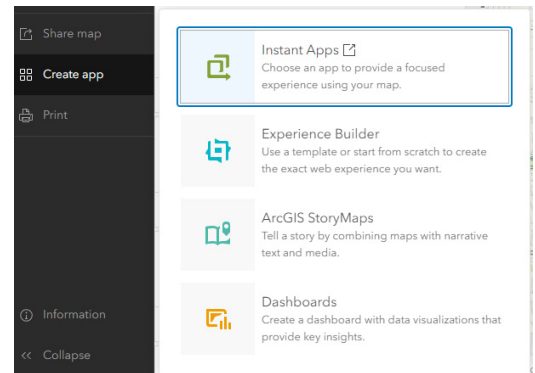 Share map
Create app
Print
Information
Collapse
Instant Apps
Choose an app to provide a focused
experience using your map.
Experience Builder
Use a template or start from scratch to create
the exact web experience you want.
ArcGIS StoryMaps
Tell a story by combining maps with narrative
text and media.
Dashboards
Create a dashboard with data visualizations that
provide key insights.